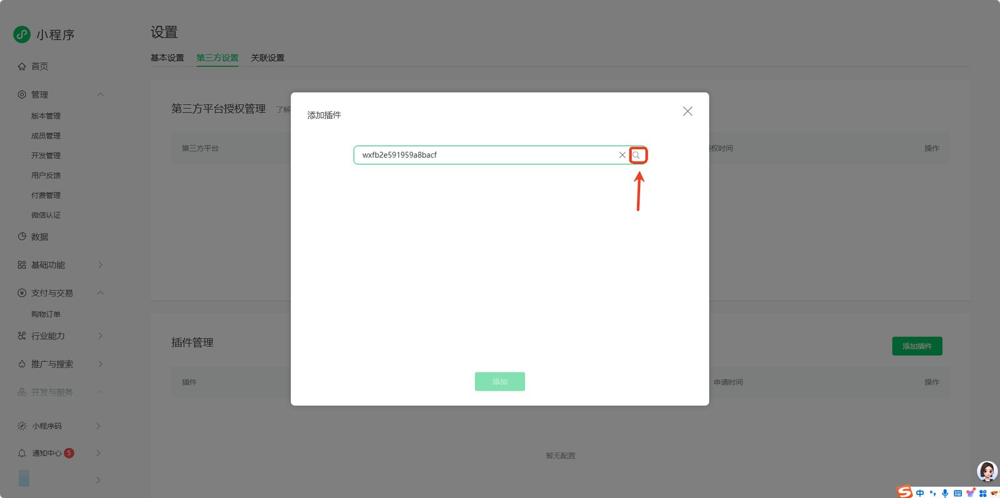 小程序
首页
管理
版本管理
成员管理
开发管理
用户反馈
付费管理
微信认证
数据
基础功能
支付与交易
购物订单
行业能力
推广与搜索
开发与服务
小程序码
通知中心 5
设置
基本设置 第三方设置 关联设置
第三方平台授权管理 了解
第三方平台 权时间 操作
添加插件
wxfb2e591959a8bacf
添加
插件管理
添加插件
插件 申请时间 操作
暂无配置
中